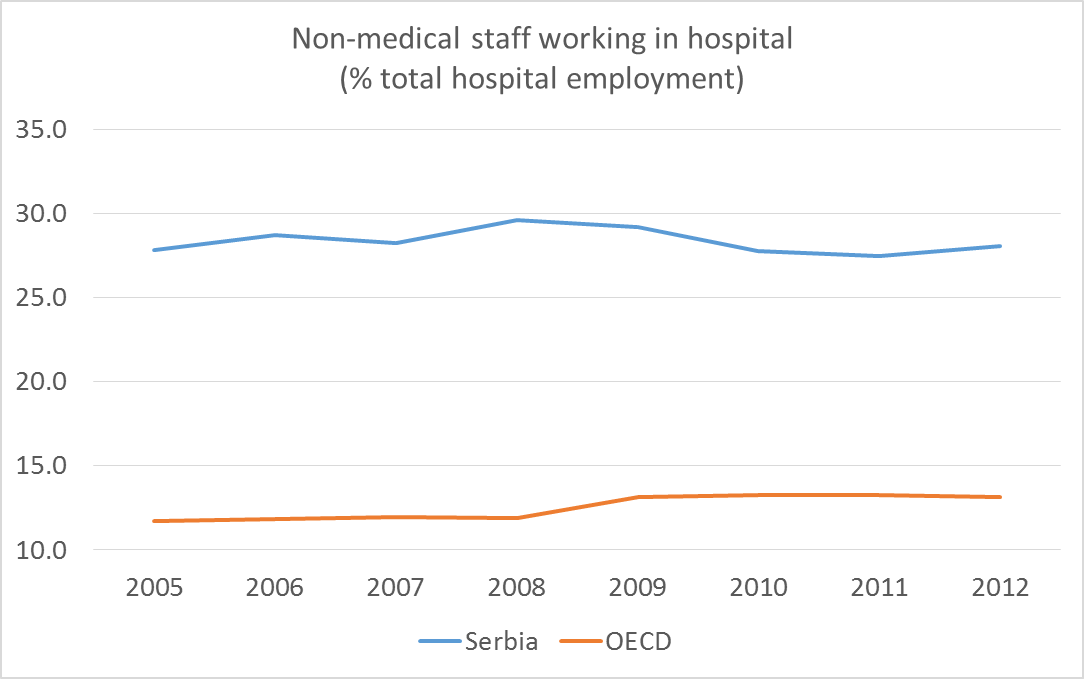 Non-medical staff working in hospital
(% total hospital employment)
35.0
30.0
25.0
20.0
15.0
10.0
2005 2006 2007 2008 2009 2010 2011 2012
Serbia OECD